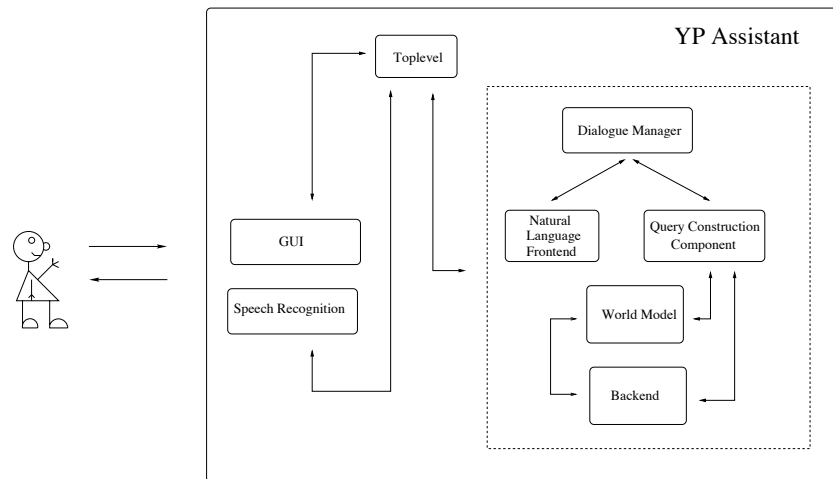 YP Assistant
Toplevel
Dialogue Manager
Natural
Language
Frontend
Query Construction
Component
GUI
Speech Recognition
World Model
Backend